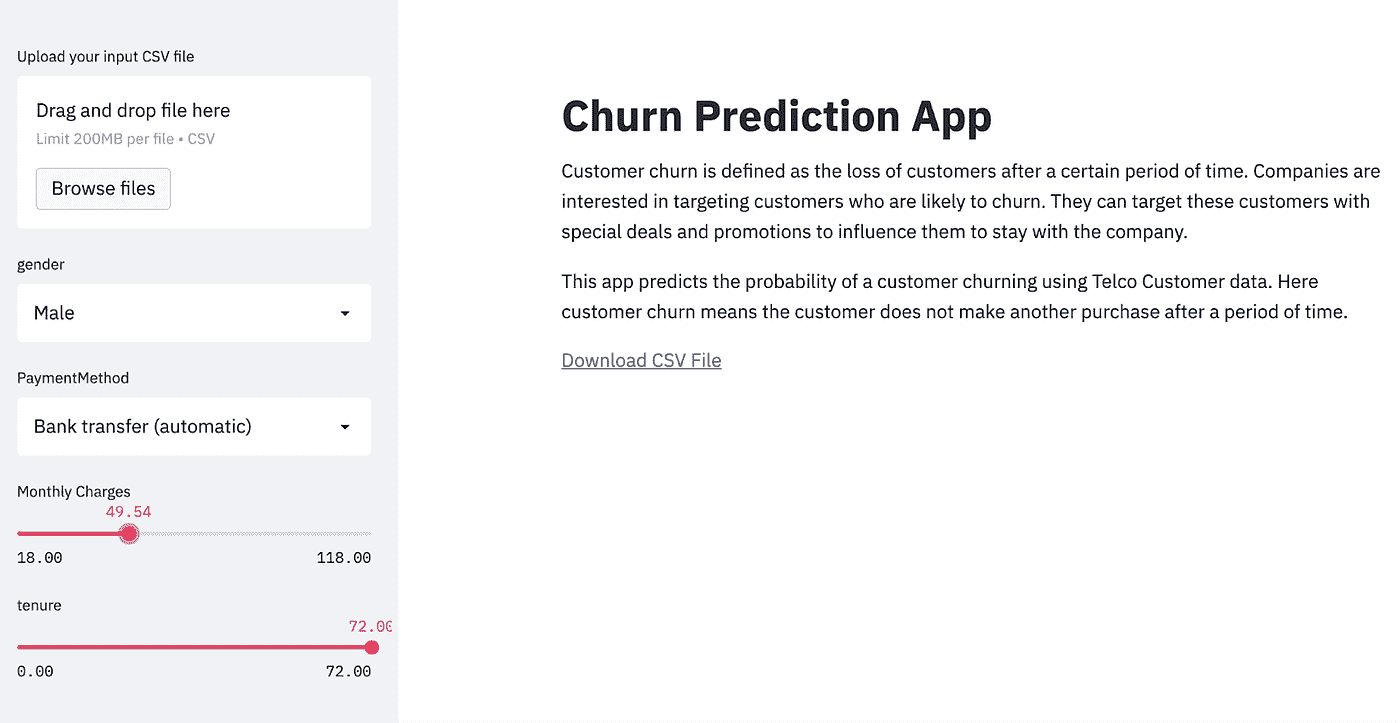 Upload your input CSV file
Drag and drop file here
Limit 200MB per file • CSV
Browse files
gender
Male
PaymentMethod
Bank transfer (automatic)
Monthly Charges
49.54
18.00 118.00
tenure
72.00
0.00 72.00
Churn Prediction App
Customer churn is defined as the loss of customers after a certain period of time. Companies are
interested in targeting customers who are likely to churn. They can target these customers with
special deals and promotions to influence them to stay with the company.
This app predicts the probability of a customer churning using Telco Customer data. Here
customer churn means the customer does not make another purchase after a period of time.
Download CSV File